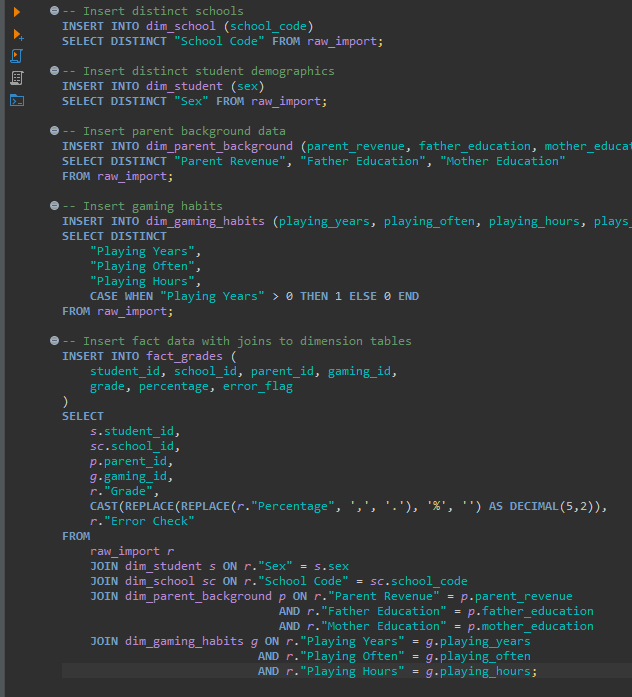 -- Insert distinct schools
INSERT INTO dim_school (school_code)
SELECT DISTINCT "School Code" FROM raw_import;
-- Insert distinct student demographics
INSERT INTO dim_student (sex)
SELECT DISTINCT "Sex" FROM raw_import;
-- Insert parent background data
INSERT INTO dim_parent_background (parent_revenue, father_education, mother_educat
SELECT DISTINCT "Parent Revenue", "Father Education", "Mother Education"
FROM raw_import;
-- Insert gaming habits
INSERT INTO dim_gaming_habits (playing_years, playing_often, playing_hours, plays_
SELECT DISTINCT
"Playing Years",
"Playing Often",
"Playing Hours",
CASE WHEN "Playing Years" > 0 THEN 1 ELSE 0 END
FROM raw_import;
-- Insert fact data with joins to dimension tables
INSERT INTO fact_grades (
student_id, school_id, parent_id, gaming_id,
grade, percentage, error_flag
)
SELECT
s.student_id,
sc.school_id,
p.parent_id,
g.gaming_id,
r."Grade",
CAST(REPLACE(REPLACE(r."Percentage", ',', '.'), '%', '') AS DECIMAL(5,2)),
r."Error Check"
FROM
raw_import r
JOIN dim_student s ON r."Sex" = s.sex
JOIN dim_school sc ON r."School Code" = sc.school_code
JOIN dim_parent_background p ON r."Parent Revenue" = p.parent_revenue
AND r."Father Education" = p.father_education
AND r."Mother Education" = p.mother_education
JOIN dim_gaming_habits g ON r."Playing Years" = g.playing_years
AND r."Playing Often" = g.playing_often
AND r."Playing Hours" = g.playing_hours;